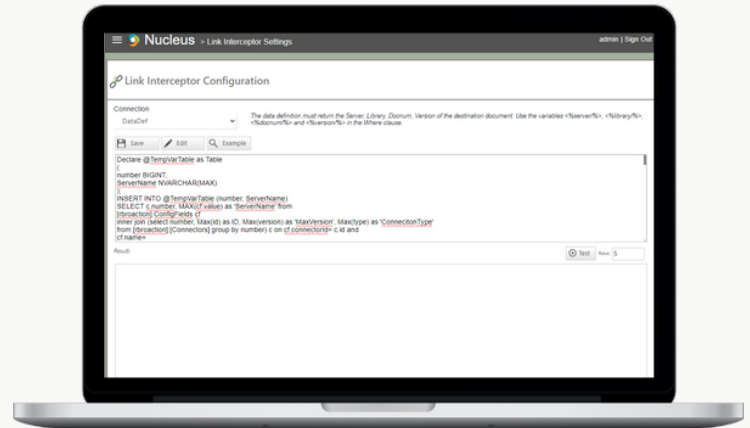 Nucleus > Link Interceptor Settings
admin | Sign Out
Link Interceptor Configuration
Connection
DataDef
The data definition must return the Server, Library, Docnum, Version of the destination document. Use the variables <%server/%>, <%library/%>,
<%docnum/%> and <%version/%> in the Where clause.
Save Edit Example
Declare @TempVarTable as Table
(
number BIGINT,
ServerName NVARCHAR(MAX)
);
INSERT INTO @TempVarTable (number, ServerName)
SELECT c.number, MAX(cf.value) as 'ServerName' from
[rbroaction].ConfigFields cf
inner join (select number, Max(id) as ID, Max(version) as 'MaxVersion', Max(type) as 'ConnecitonType'
from [rbroaction].[Connectors] group by number) c on cf.connectorId= c.id and
cf.name=
Result:
Test Rows: 5